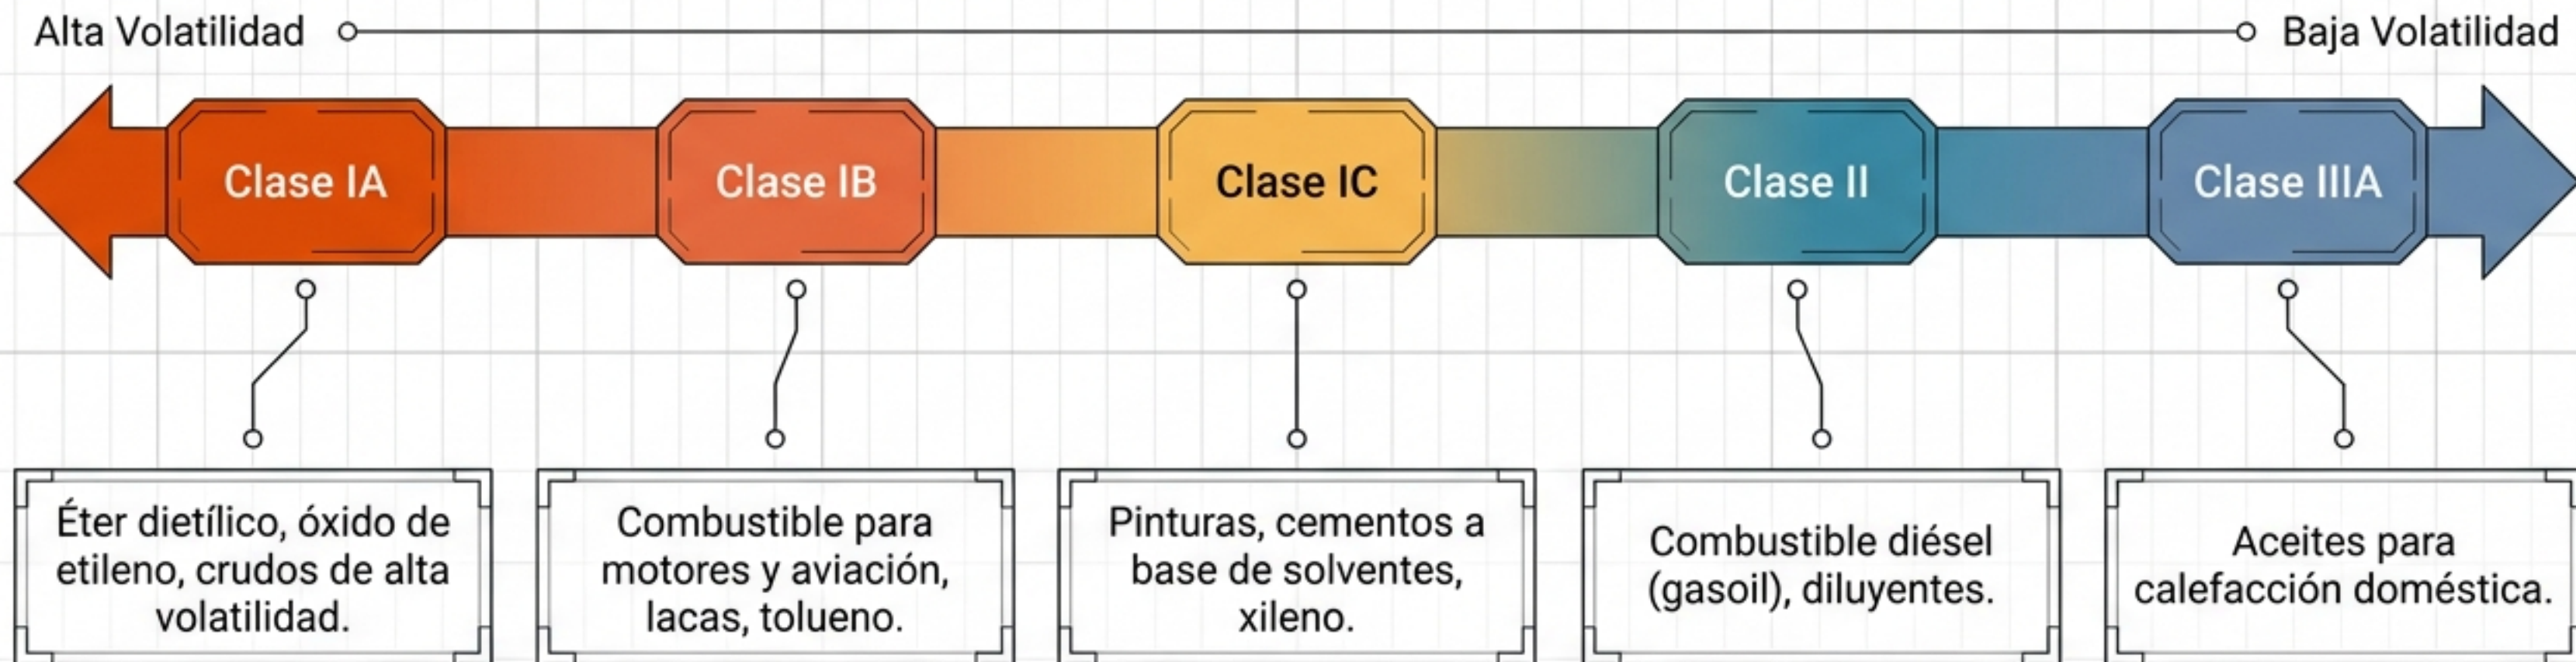 Alta Volatilidad
Baja Volatilidad
Clase IA
Clase IB
Clase IC
Clase II
Clase IIIA
Éter dietílico, óxido de
etileno, crudos de alta
volatilidad.
Combustible para
motores y aviación,
lacas, tolueno.
Pinturas, cementos a
base de solventes,
xileno.
Combustible diésel
(gasoil), diluyentes.
Aceites para
calefacción doméstica.